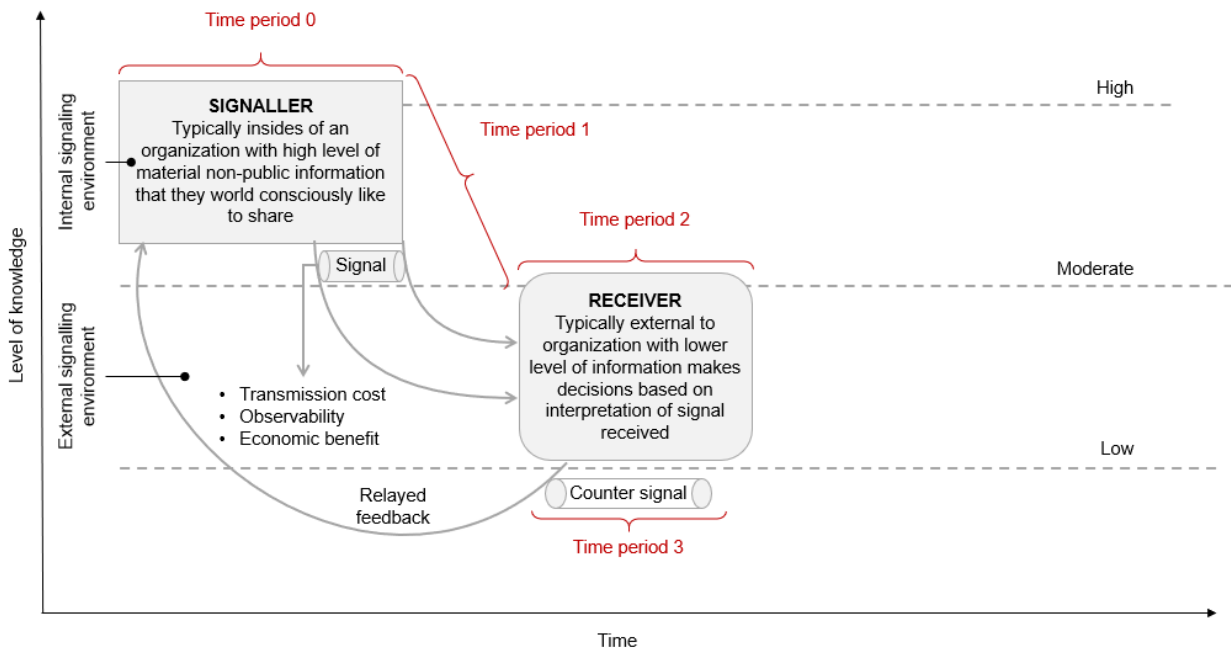 Time period 0
SIGNALLER
Typically insides of an
organization with high level of
material non-public information
that they world consciously like
to share
High
Time period 1
Internal signaling
environment
Time period 2
Signal
Moderate
RECEIVER
Typically external to
organization with lower
level of information makes
decisions based on
interpretation of signal
received
Level of knowledge
External signalling
environment
• Transmission cost
• Observability
• Economic benefit
Low
Relayed
feedback
Counter signal
Time period 3
Time